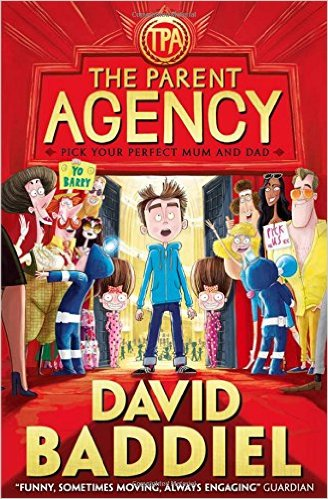 TPA
THE PARENT
AGENCY
PICK YOUR PERFECT MUM AND DAD
YO
BARRY
PICK
US
DAVID
BADDIEL
"FUNNY, SOMETIMES MOVING, ALWAYS ENGAGING" GUARDIAN